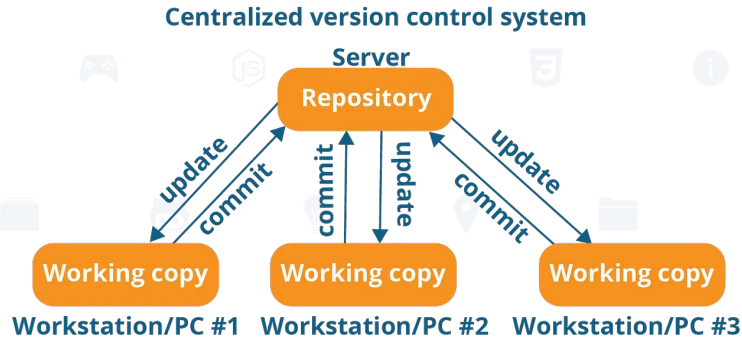 Centralized version control system
Server
Repository
update
commit
commit
update
update
commit
Working copy
Working copy
Working copy
Workstation/PC #1
Workstation/PC #2
Workstation/PC #3